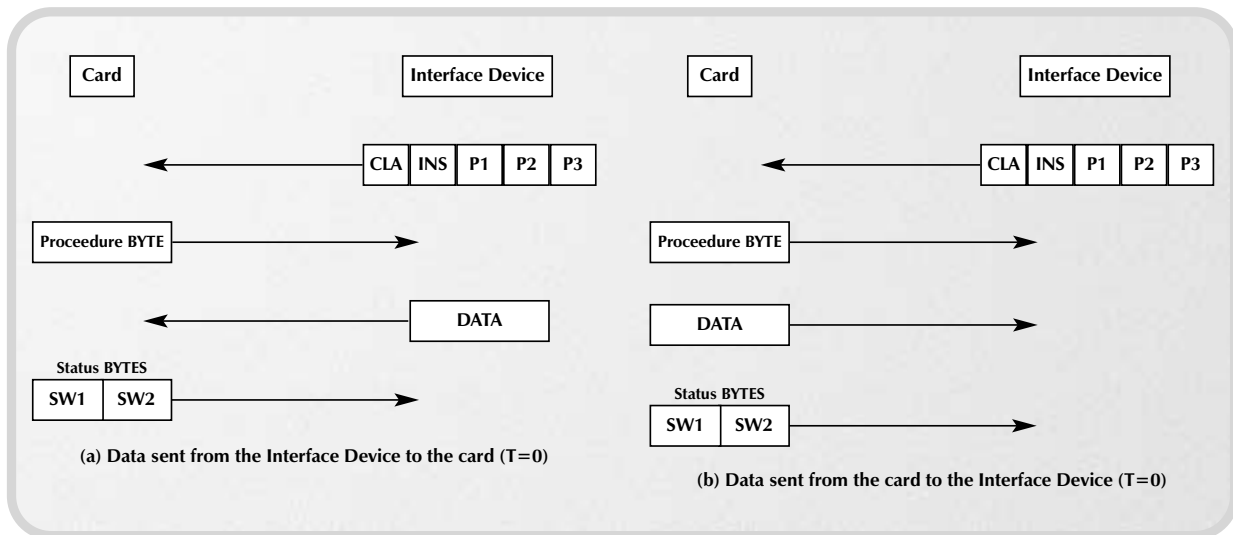 Card
Interface Device
CLA INS P1 P2 P3
Proceedure BYTE
DATA
Status BYTES
SW1 SW2
(a) Data sent from the Interface Device to the card (T=0)
Card
Interface Device
CLA INS P1 P2 P3
Proceedure BYTE
DATA
Status BYTES
SW1 SW2
(b) Data sent from the card to the Interface Device (T=0)